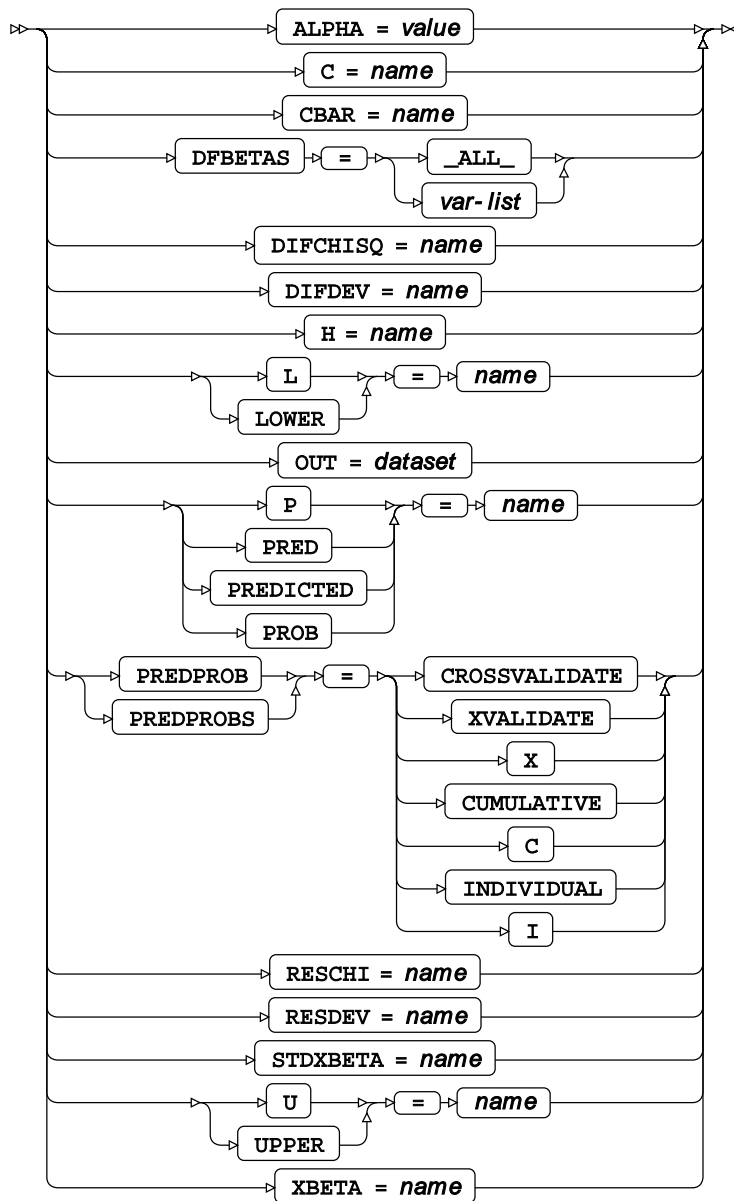 ALPHA = value
C = name
CBAR = name
DFBETAS = _ALL_
var-list
DIFCHISQ = name
DIFDEV = name
H = name
L = name
LOWER
OUT = dataset
P = name
PRED
PREDICTED
PROB
PREDPROB = CROSSVALIDATE
PREDPROBS XVALIDATE
X
CUMULATIVE
C
INDIVIDUAL
I
RESCHI = name
RESDEV = name
STDXBETA = name
U = name
UPPER
XBETA = name